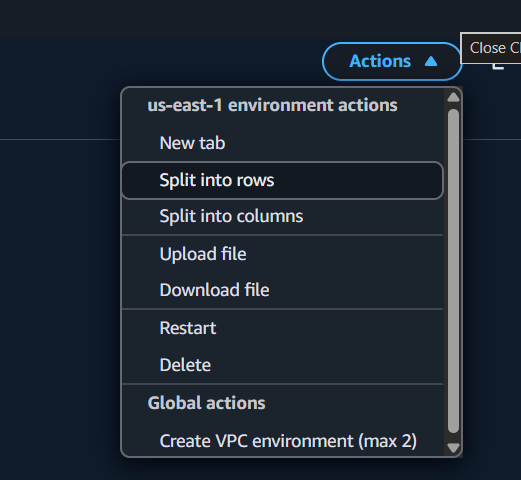 Actions
Close Cl
us-east-1 environment actions
New tab
Split into rows
Split into columns
Upload file
Download file
Restart
Delete
Global actions
Create VPC environment (max 2)